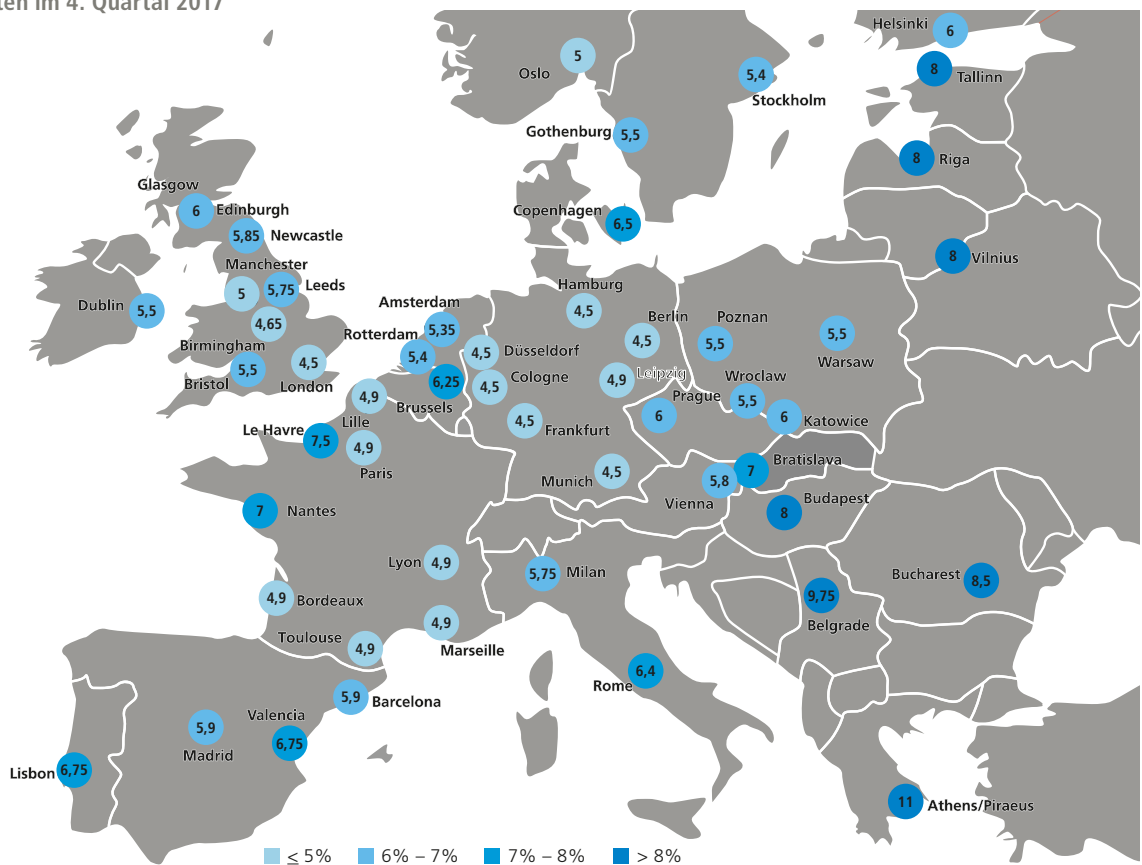 ten im 4. Quartal 2017
Helsinki
6
Oslo
5
5,4
Stockholm
8
Tallinn
Gothenburg
5,5
8
Riga
Glasgow
6
Edinburgh
Copenhagen
6,5
5,85
Newcastle
8
Vilnius
Manchester
5
5,75
Leeds
Hamburg
4,5
Dublin
5,5
4,65
Amsterdam
5,35
Berlin
4,5
Poznan
5,5
5,5
Warsaw
Rotterdam
5,4
4,5
Düsseldorf
Birmingham
5,5
Bristol
4,5
London
6,25
Brussels
4,5
Cologne
4,9
Leipzig
Wroclaw
5,5
4,9
Lille
Prague
6
6
Katowice
Le Havre
7,5
4,9
Paris
4,5
Frankfurt
Munich
4,5
5,8
Vienna
7
Bratislava
7
Nantes
8
Budapest
Lyon
4,9
5,75
Milan
Bucharest
8,5
4,9
Bordeaux
9,75
Belgrade
4,9
Marseille
Toulouse
4,9
6,4
Rome
5,9
Barcelona
5,9
Madrid
Valencia
6,75
Lisbon
6,75
11
Athens/Piraeus
≤ 5%
6% – 7%
7% – 8%
> 8%